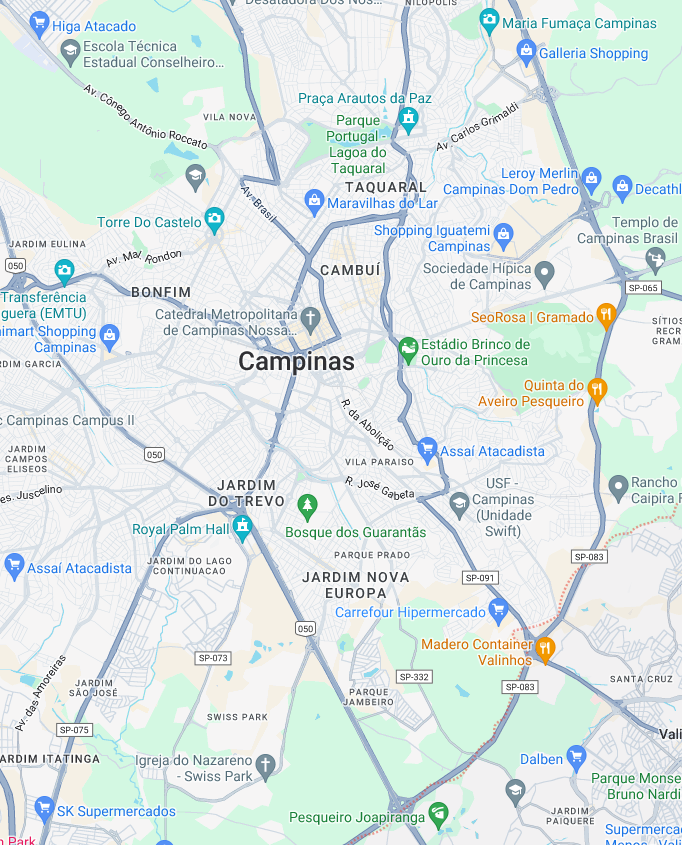 NILÓPOLIS
Desatadora Dos Nos...
Higa Atacado
Maria Fumaça Campinas
Escola Técnica
Estadual Conselheiro...
Galleria Shopping
Av. Cônego Antônio Roccato
Praça Arautos da Paz
VILA NOVA
Parque
Portugal -
Lagoa do
Taquaral
Av Carlos Grimaldi
Leroy Merlin
Campinas Dom Pedro
Decathl
TAQUARAL
Av. Brasil
Maravilhas do Lar
Torre Do Castelo
Shopping Iguatemi
Campinas
Templo de
Campinas Brasil
JARDIM EULINA
Av. Mal. Rondon
050
CAMBUÍ
Sociedade Hípica
de Campinas
SP-065
BONFIM
Transferência
guera (EMTU)
Catedral Metropolitana
de Campinas Nossa...
SeoRosa | Gramado
SÍTIOS
RECR
GRAM
nimart Shopping
Campinas
Estádio Brinco de
Ouro da Princesa
Campinas
RDIM GARCIA
Quinta do
Aveiro Pesqueiro
R. da Abolição
c Campinas Campus II
JARDIM
CAMPOS
ELISEOS
050
Assaí Atacadista
VILA PARAISO
es. Juscelino
JARDIM
DO TREVO
R. José Gabeta
USF -
Campinas
(Unidade
Swift)
Rancho
Caipira F
Royal Palm Hall
Bosque dos Guarantãs
PARQUE PRADO
SP-083
Assaí Atacadista
JARDIM DO LAGO
CONTINUACAO
JARDIM NOVA
EUROPA
SP-091
Carrefour Hipermercado
050
Madero Container
Valinhos
SP-073
SP-332
SP-083
SANTA CRUZ
Av. das Amoreiras
JARDIM
SÃO JOSÉ
PARQUE
JAMBEIRO
SWISS PARK
SP-075
Vali
ARDIM ITATINGA
Igreja do Nazareno
- Swiss Park
Dalben
Parque Monse
Bruno Nardi
SK Supermercados
Pesqueiro Joapiranga
JARDIM
PAIQUERE
Supermerca
Park